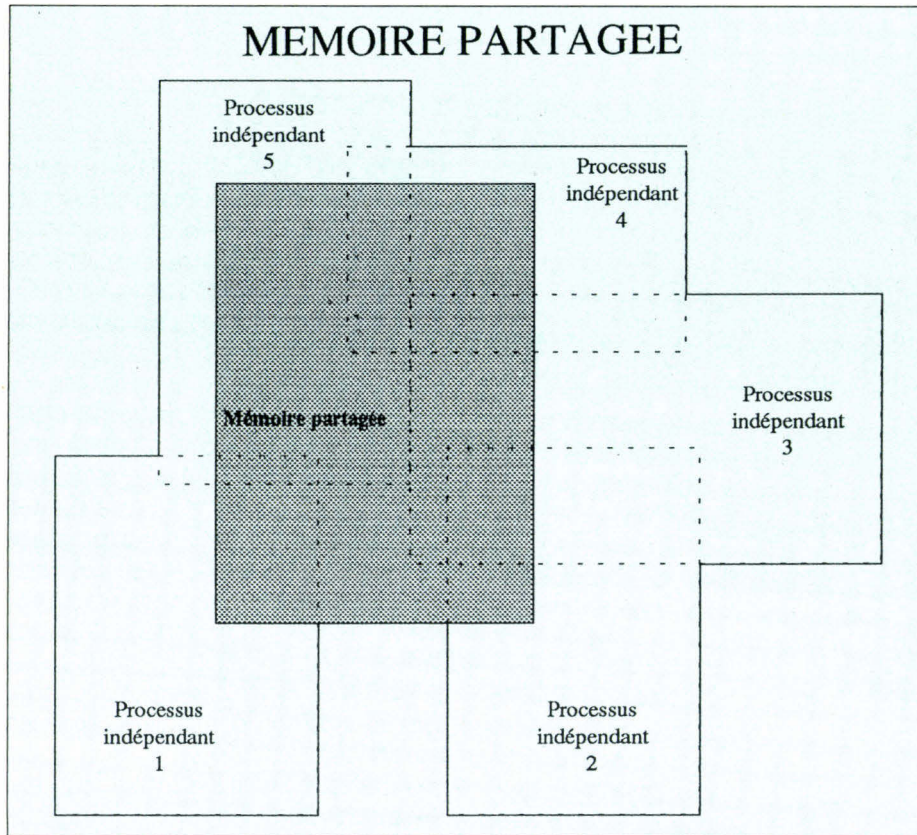 MEMOIRE PARTAGEE
Processus
indépendant
5
Processus
indépendant
4
Processus
indépendant
3
Mémoire partagée
Processus
indépendant
1
Processus
indépendant
2